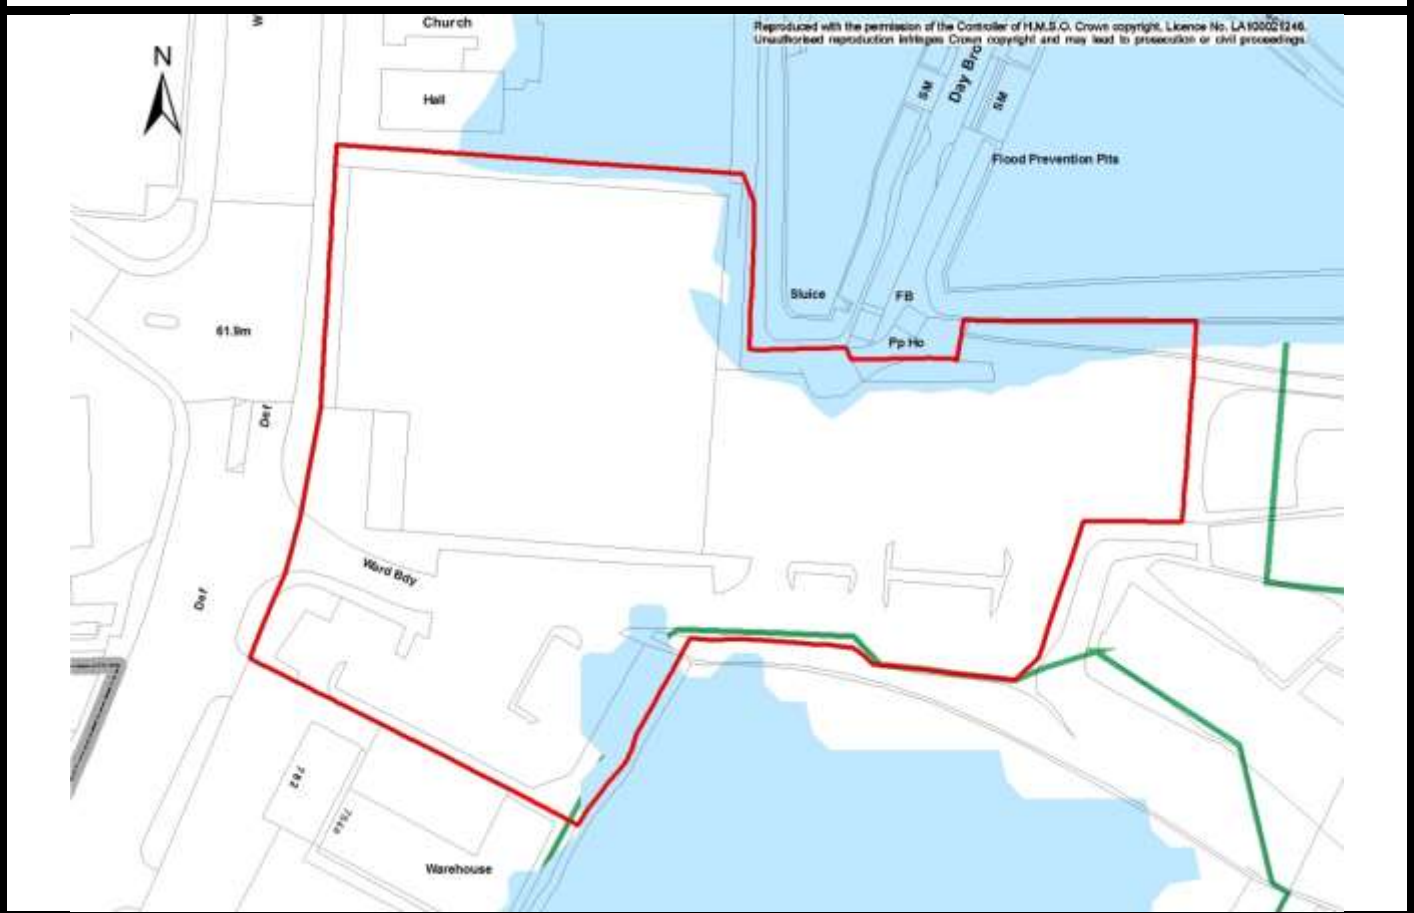 Church
Reproduced with the permission of the Controller of H.M.S.O. Crown copyright, Licence No. LA100021246.
Unauthorised reproduction infringes Crown copyright and may lead to prosecution or civil proceedings.
W
N
Hall
SM
Day Bro
SM
Flood Prevention Pits
Sluice
FB
61.9m
Pp Ho
Def
Ward Bdy
Def
782
Warehouse